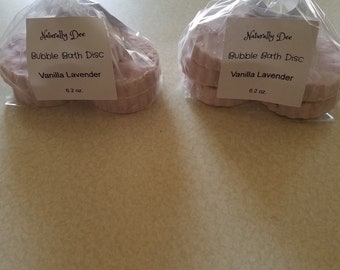 Naturally Dee
Bubble Bath Disc
Vanilla Lavender
6.2 oz.
Naturally Dee
Bubble Bath Disc
Vanilla Lavender
6.2 oz.